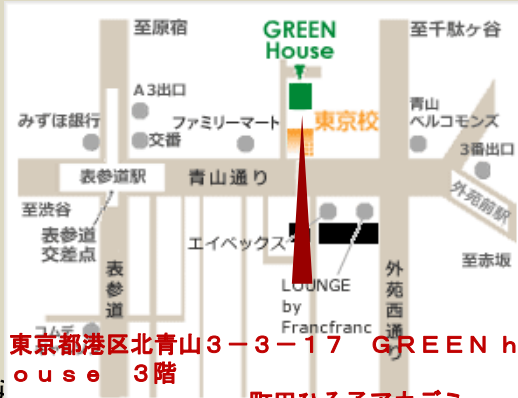 至原宿
GREEN
House
至千駄ヶ谷
A3出口
みずほ銀行
交番
ファミリーマート
東京校
青山
ベルコモンズ
3番出口
表参道駅
青山通り
外苑前駅
至渋谷
表参道
交差点
エイベックス
至赤坂
表参道
外苑西通り
LOUNGE
by
Francfranc
コムデ
東京都港区北青山３－３－１７　ＧＲＥＥＮ ｈ
ｏｕｓｅ　３階